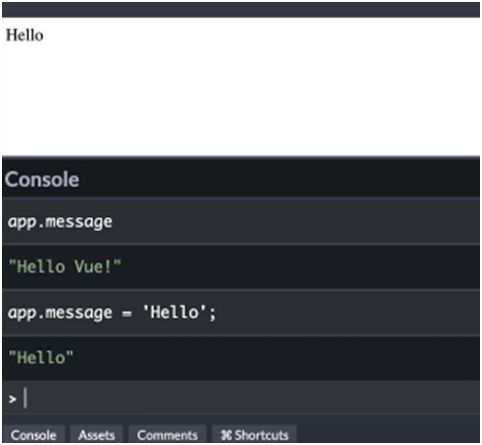 Hello
Console
app.message
"Hello Vue!"
app.message = 'Hello';
"Hello"
>
Console Assets Comments ⌘ Shortcuts